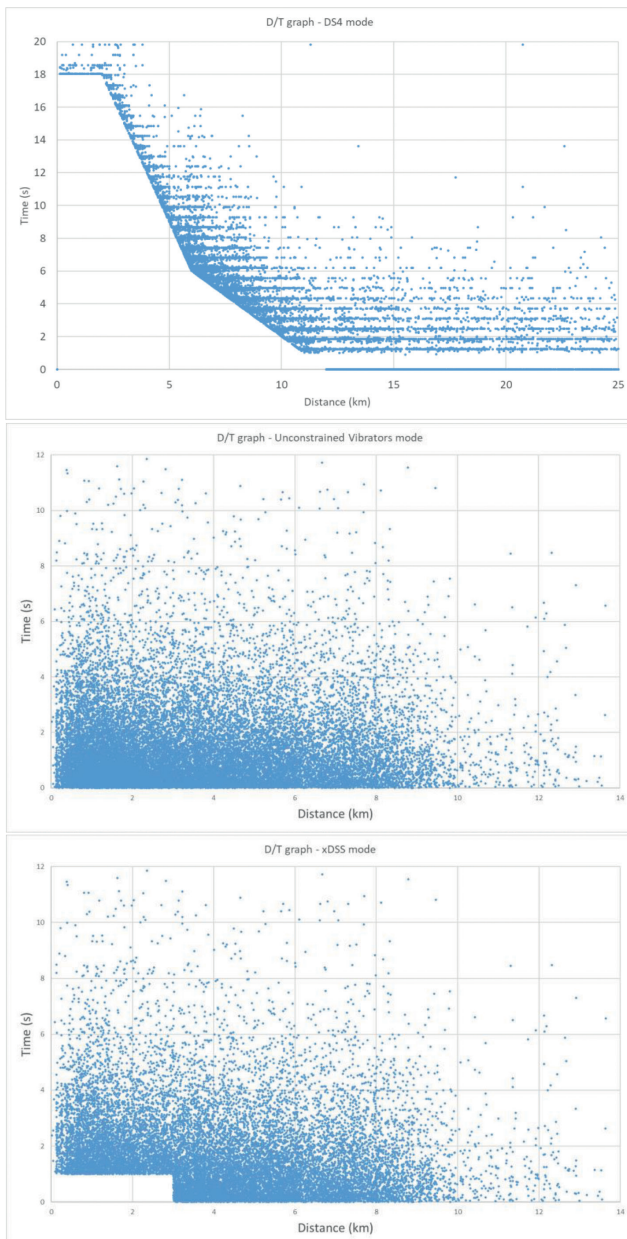 D/T graph - DS4 mode
20
18
16
14
12
10
8
6
4
2
0
Time (s)
0 5 10 15 20 25
Distance (km)
D/T graph - Unconstrained Vibrators mode
12
10
8
6
4
2
0
Time (s)
0 2 4 6 8 10 12 14
Distance (km)
D/T graph - xDSS mode
12
10
8
6
4
2
0
Time (s)
0 2 4 6 8 10 12 14
Distance (km)